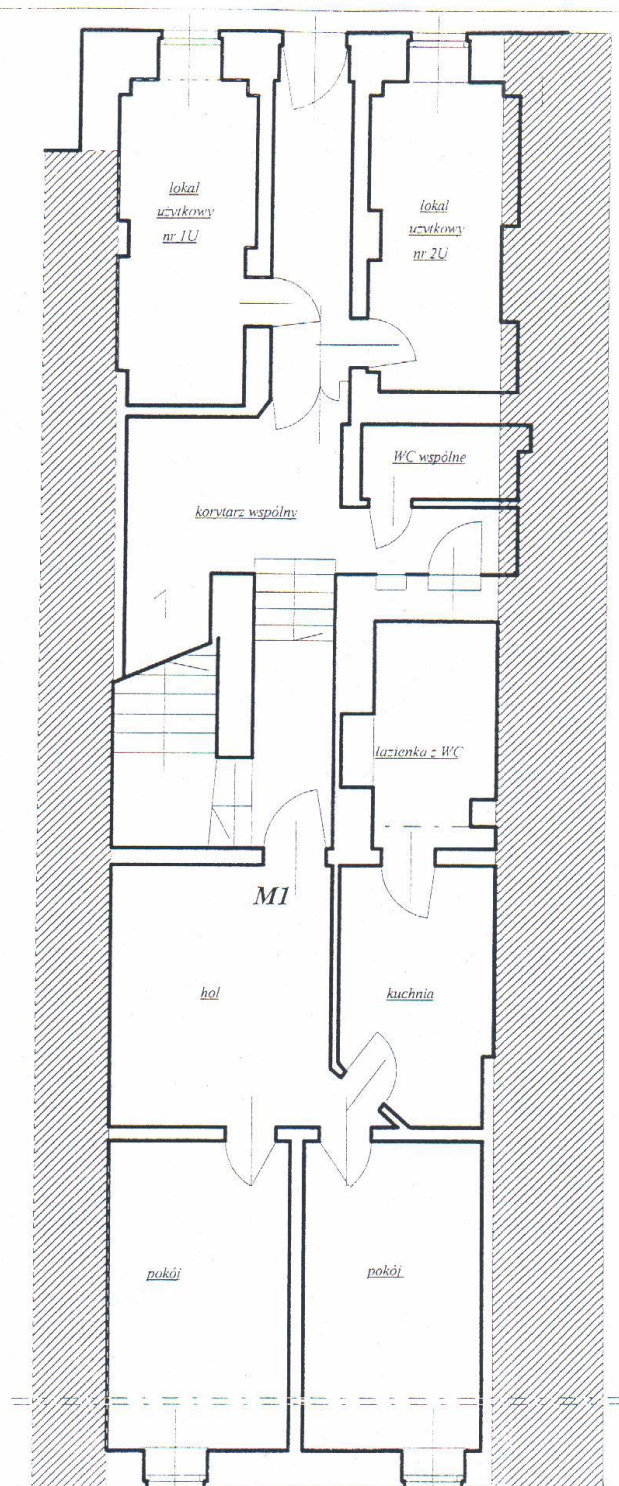 lokal
użytkowy
nr 1U
lokal
użytkowy
nr 2U
WC wspólne
korytarz wspólny
łazienka z WC
M1
hol
kuchnia
pokój
pokój